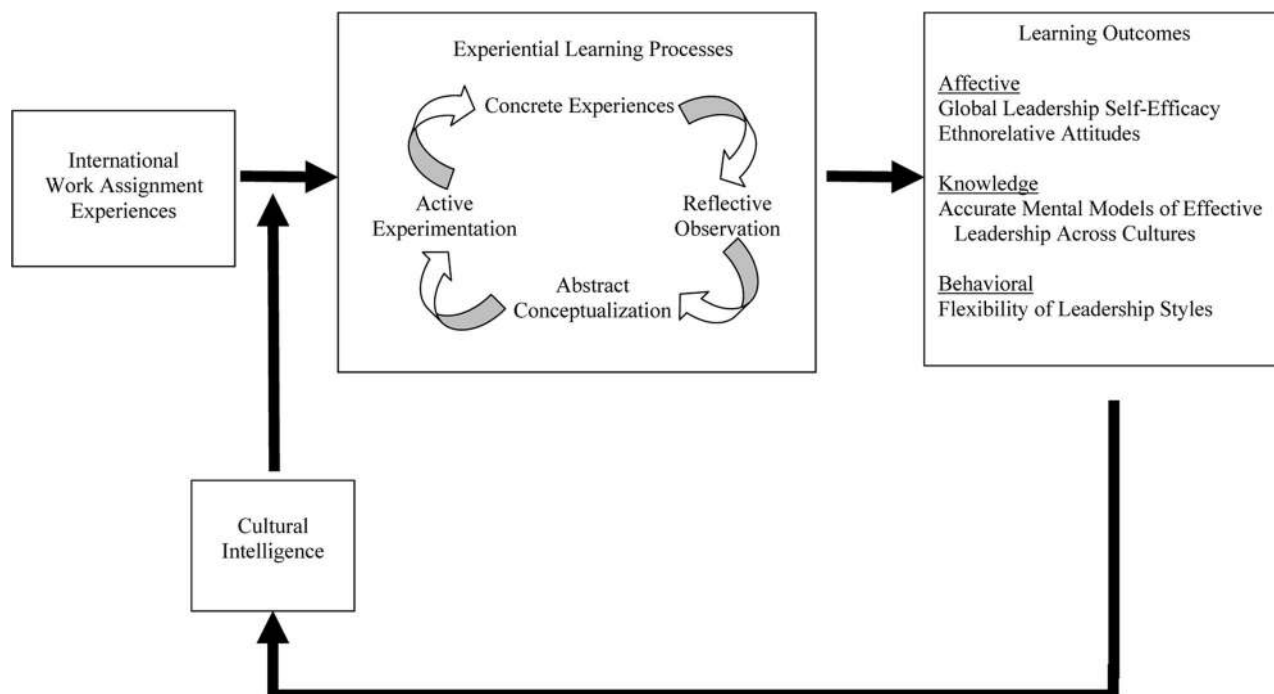 International
Work Assignment
Experiences
Experiential Learning Processes
Concrete Experiences
Reflective
Observation
Abstract
Conceptualization
Active
Experimentation
Learning Outcomes
Affective
Global Leadership Self-Efficacy
Ethnorelative Attitudes
Knowledge
Accurate Mental Models of Effective
Leadership Across Cultures
Behavioral
Flexibility of Leadership Styles
Cultural
Intelligence